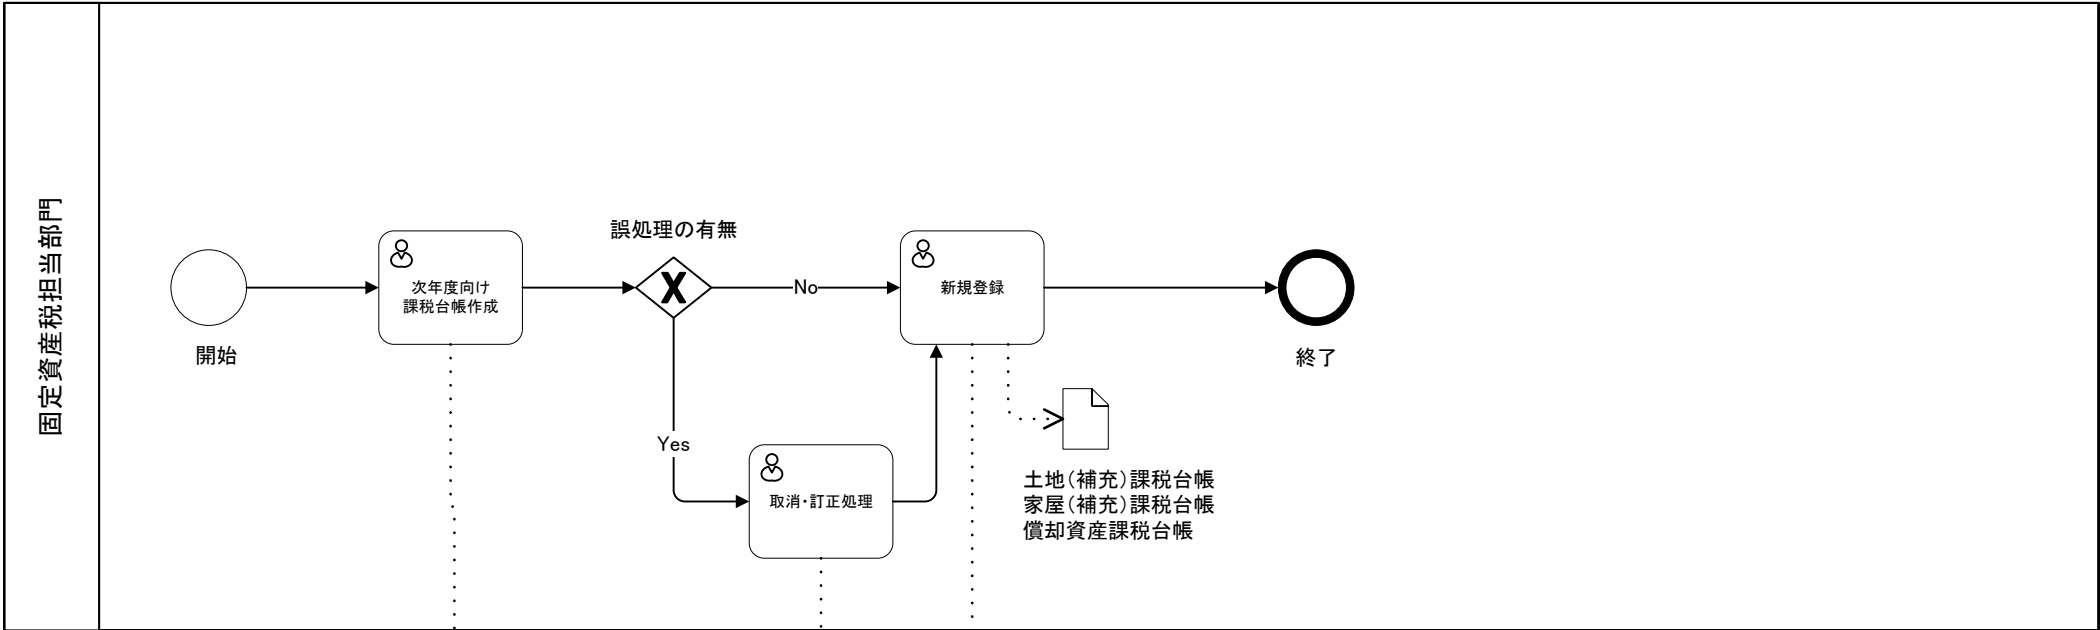 固定資産税担当部門
開始
次年度向け
課税台帳作成
誤処理の有無
No
Yes
取消・訂正処理
新規登録
土地（補充）課税台帳
家屋（補充）課税台帳
償却資産課税台帳
終了